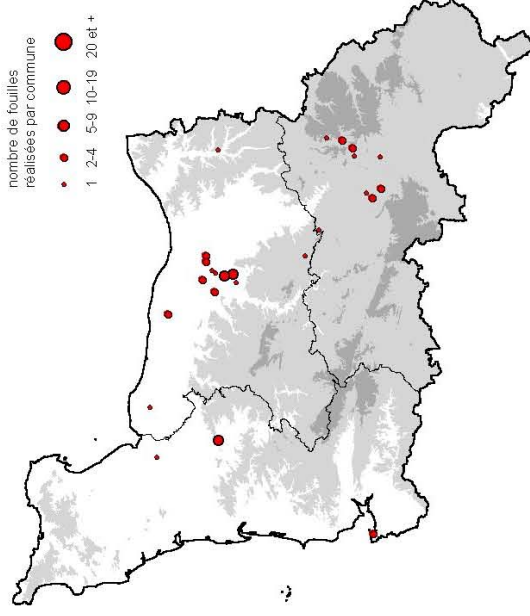 nombre de fouilles
réalisées par commune
1 2-4 5-9 10-19 20 et +